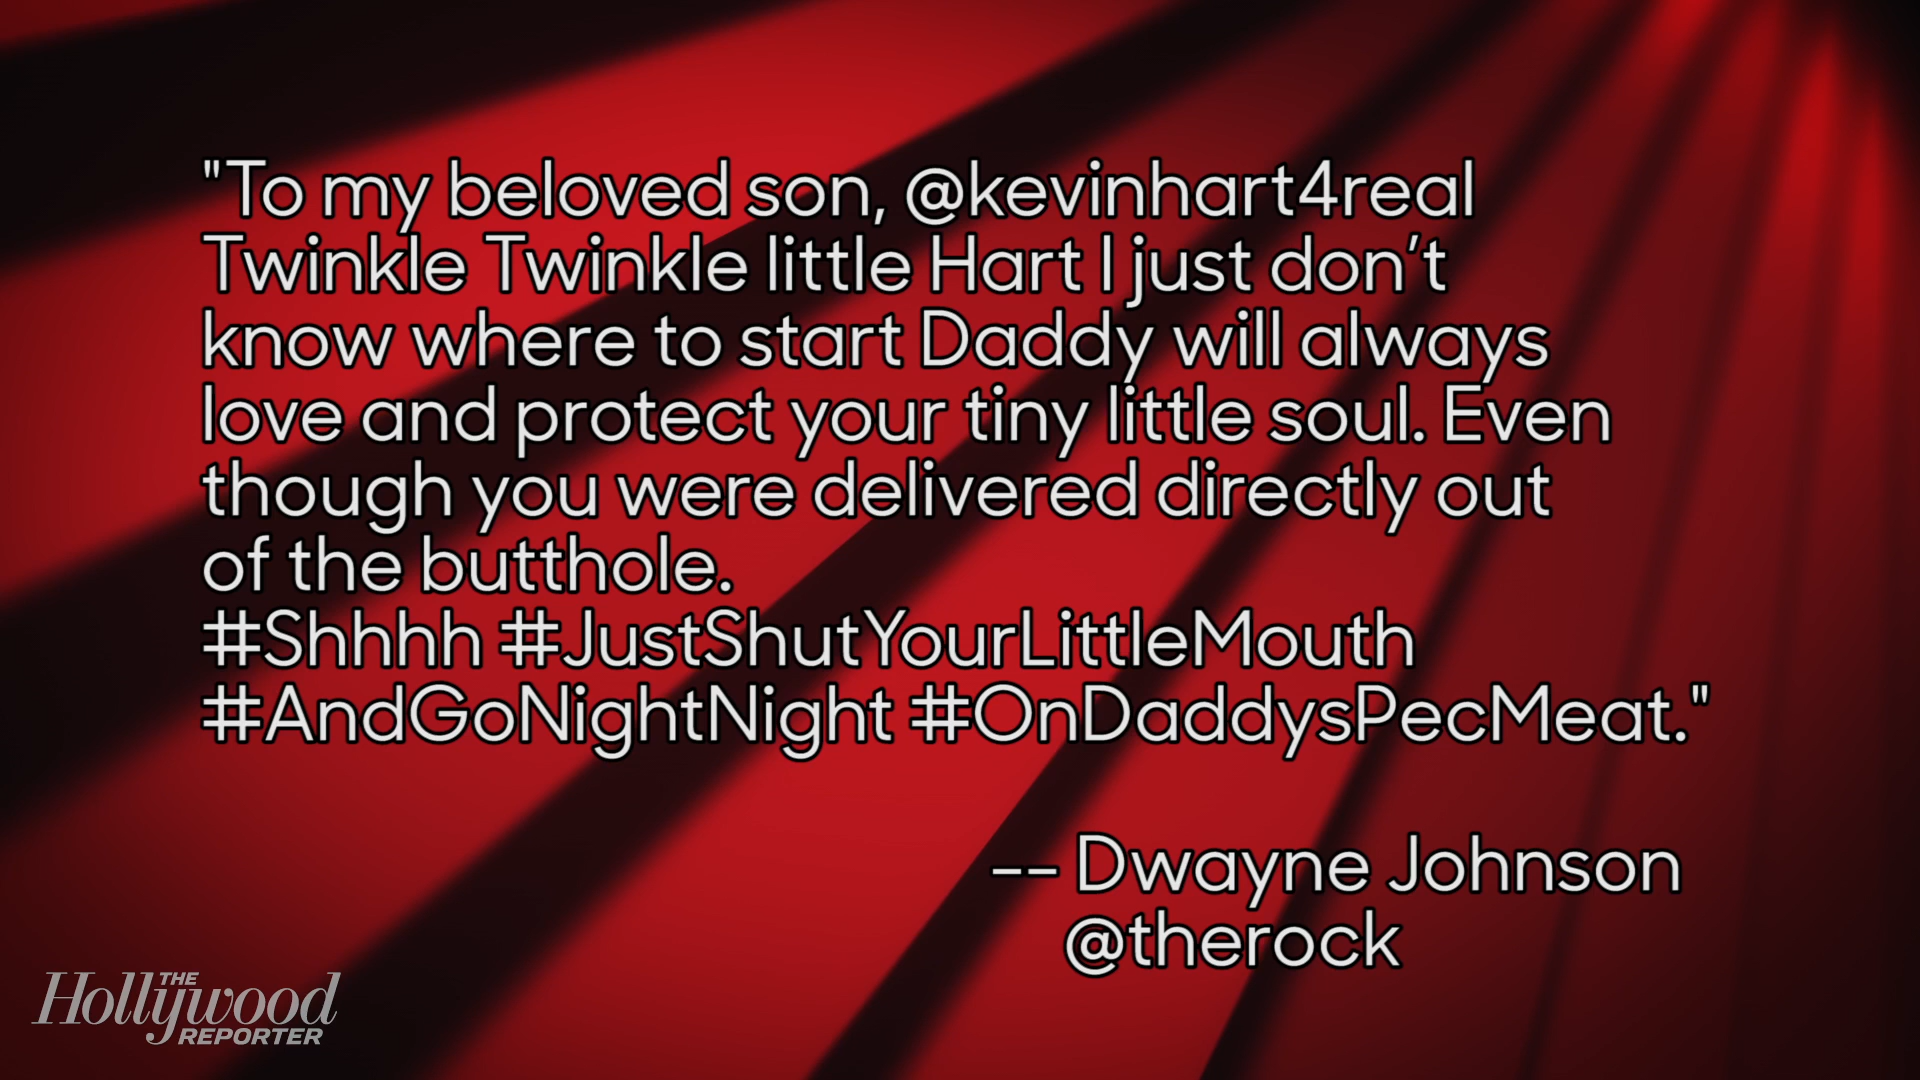 "To my beloved son, @kevinhart4real
Twinkle Twinkle little Hart I just don’t
know where to start Daddy will always
love and protect your tiny little soul. Even
though you were delivered directly out
of the butthole.
#Shhhh #JustShutYourLittleMouth
#AndGoNightNight #OnDaddysPecMeat."
-- Dwayne Johnson
@therock
THE
Hollywood
REPORTER